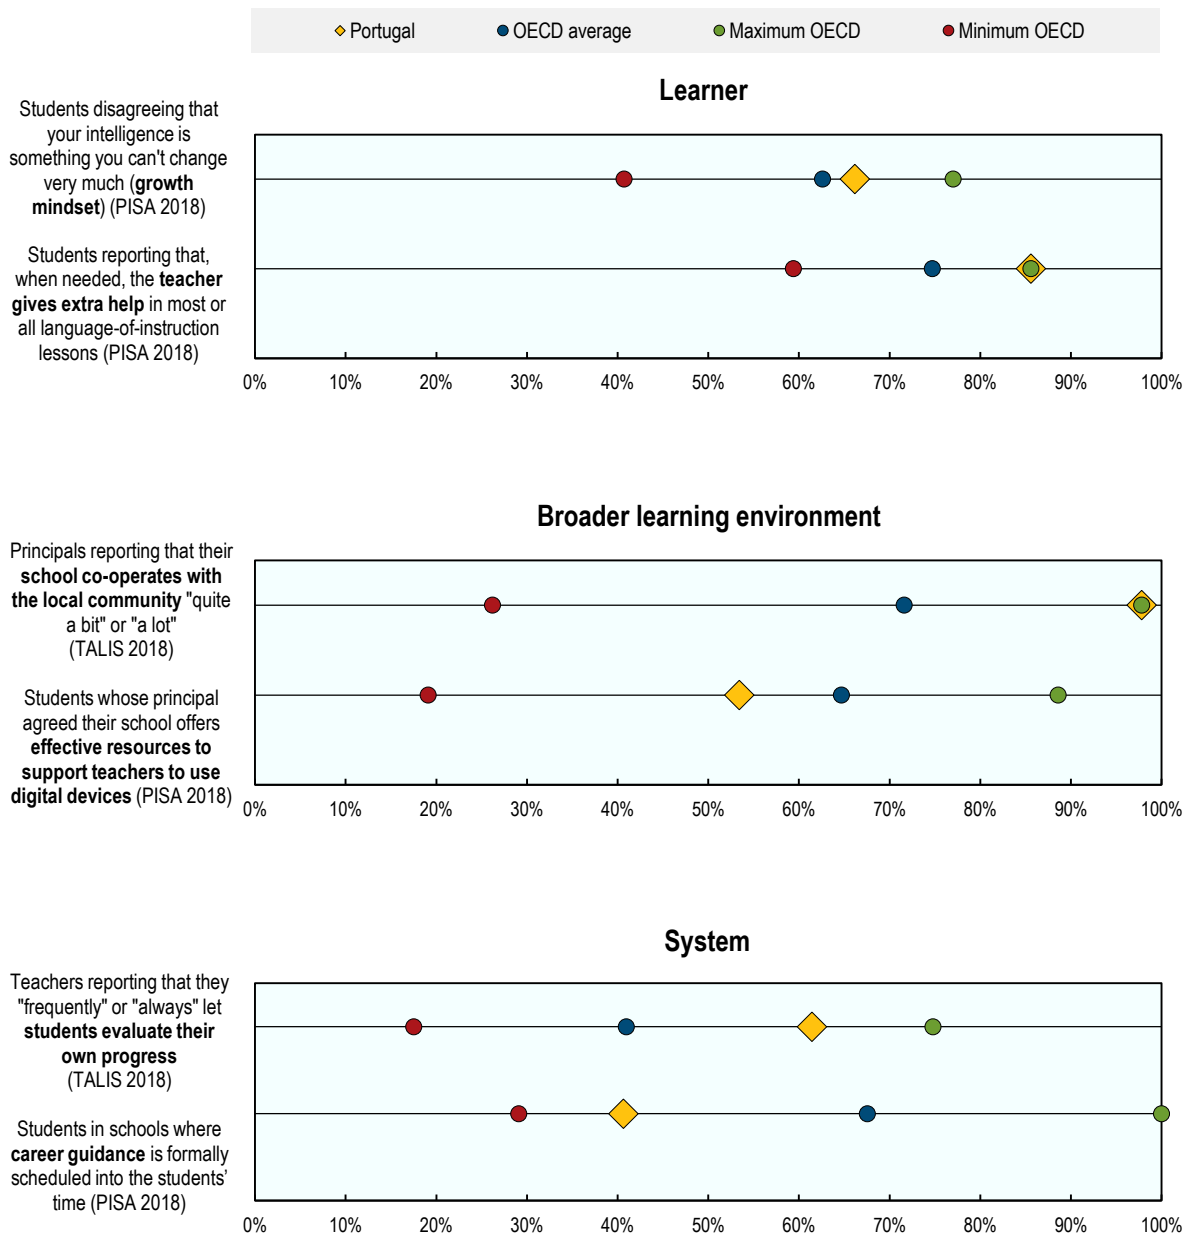 Portugal OECD average Maximum OECD Minimum OECD
Learner
Students disagreeing that
your intelligence is
something you can't change
very much (growth
mindset) (PISA 2018)
Students reporting that,
when needed, the teacher
gives extra help in most or
all language-of-instruction
lessons (PISA 2018)
0% 10% 20% 30% 40% 50% 60% 70% 80% 90% 100%
Broader learning environment
Principals reporting that their
school co-operates with
the local community "quite
a bit" or "a lot"
(TALIS 2018)
Students whose principal
agreed their school offers
effective resources to
support teachers to use
digital devices (PISA 2018)
0% 10% 20% 30% 40% 50% 60% 70% 80% 90% 100%
System
Teachers reporting that they
"frequently" or "always" let
students evaluate their
own progress
(TALIS 2018)
Students in schools where
career guidance is formally
scheduled into the students’
time (PISA 2018)
0% 10% 20% 30% 40% 50% 60% 70% 80% 90% 100%